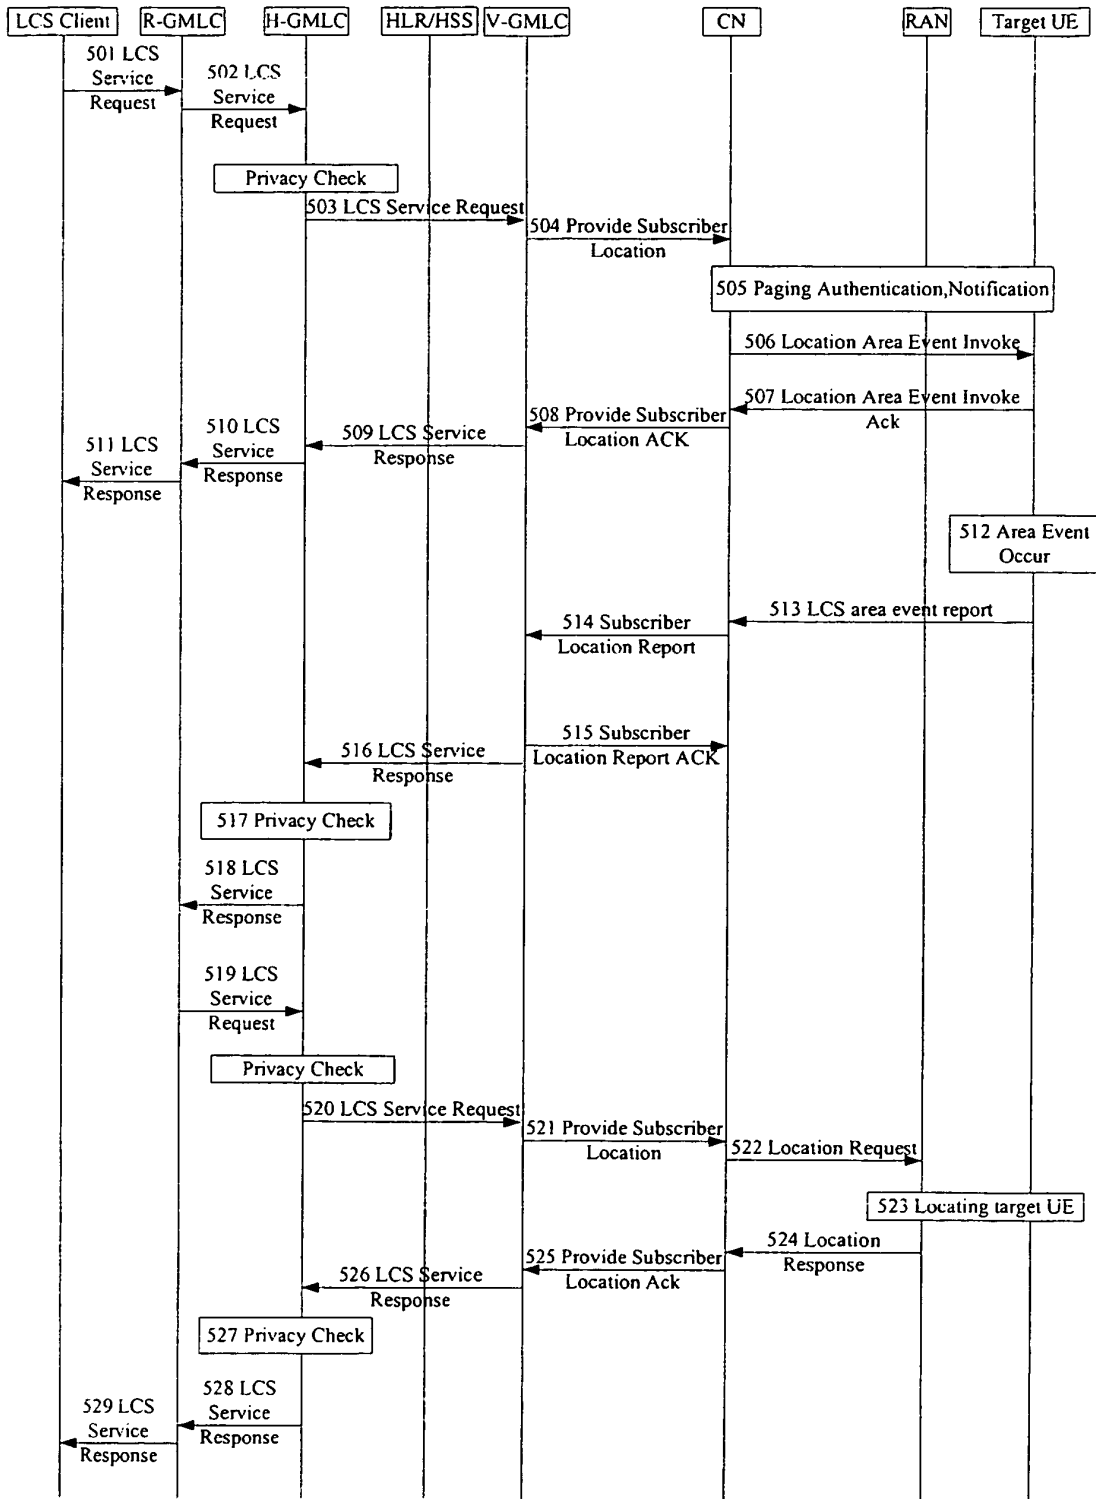 LCS Client
R-GMLC
H-GMLC
HLR/HSS
V-GMLC
CN
RAN
Target UE
501 LCS
Service
Request
502 LCS
Service
Request
Privacy Check
503 LCS Service Request
504 Provide Subscriber
Location
505 Paging Authentication,Notification
506 Location Area Event Invoke
507 Location Area Event Invoke
Ack
508 Provide Subscriber
Location ACK
509 LCS Service
Response
510 LCS
Service
Response
511 LCS
Service
Response
512 Area Event
Occur
513 LCS area event report
514 Subscriber
Location Report
515 Subscriber
Location Report ACK
516 LCS Service
Response
517 Privacy Check
518 LCS
Service
Response
519 LCS
Service
Request
Privacy Check
520 LCS Service Request
521 Provide Subscriber
Location
522 Location Request
523 Locating target UE
524 Location
Response
525 Provide Subscriber
Location Ack
526 LCS Service
Response
527 Privacy Check
528 LCS
Service
Response
529 LCS
Service
Response